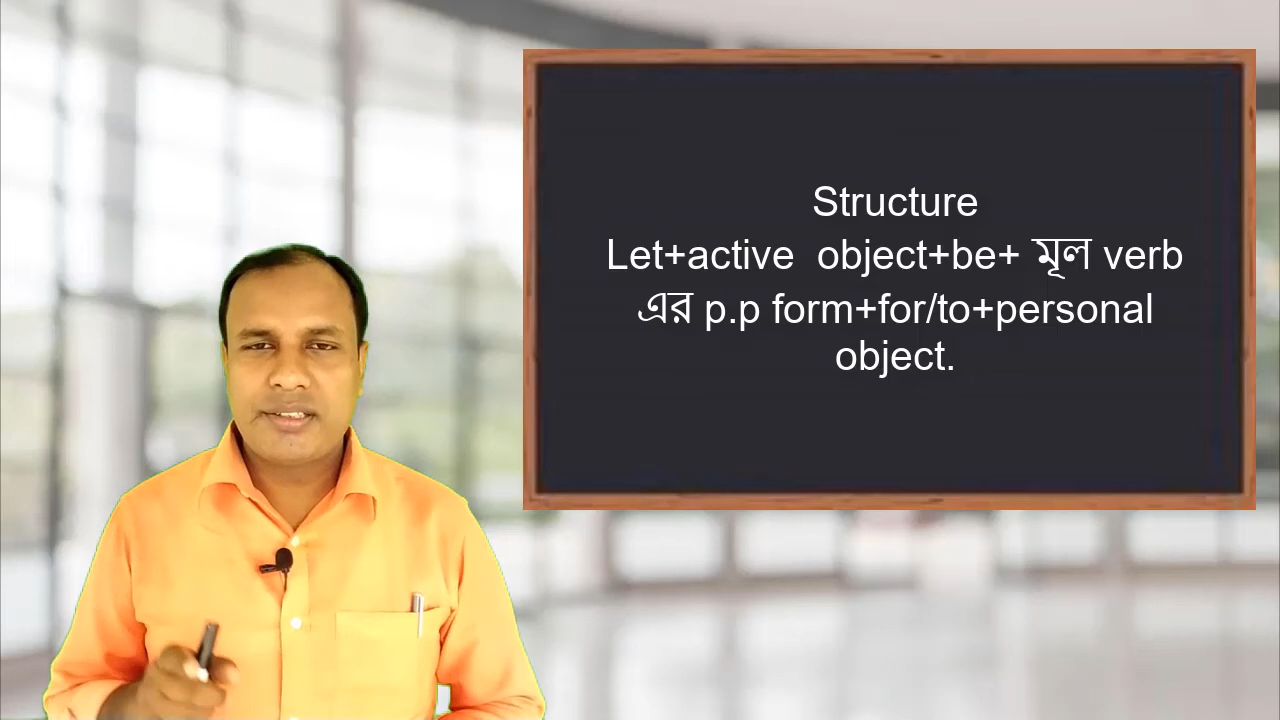 Structure
Let+active object+be+ মূল verb
এর p.p form+for/to+personal
object.